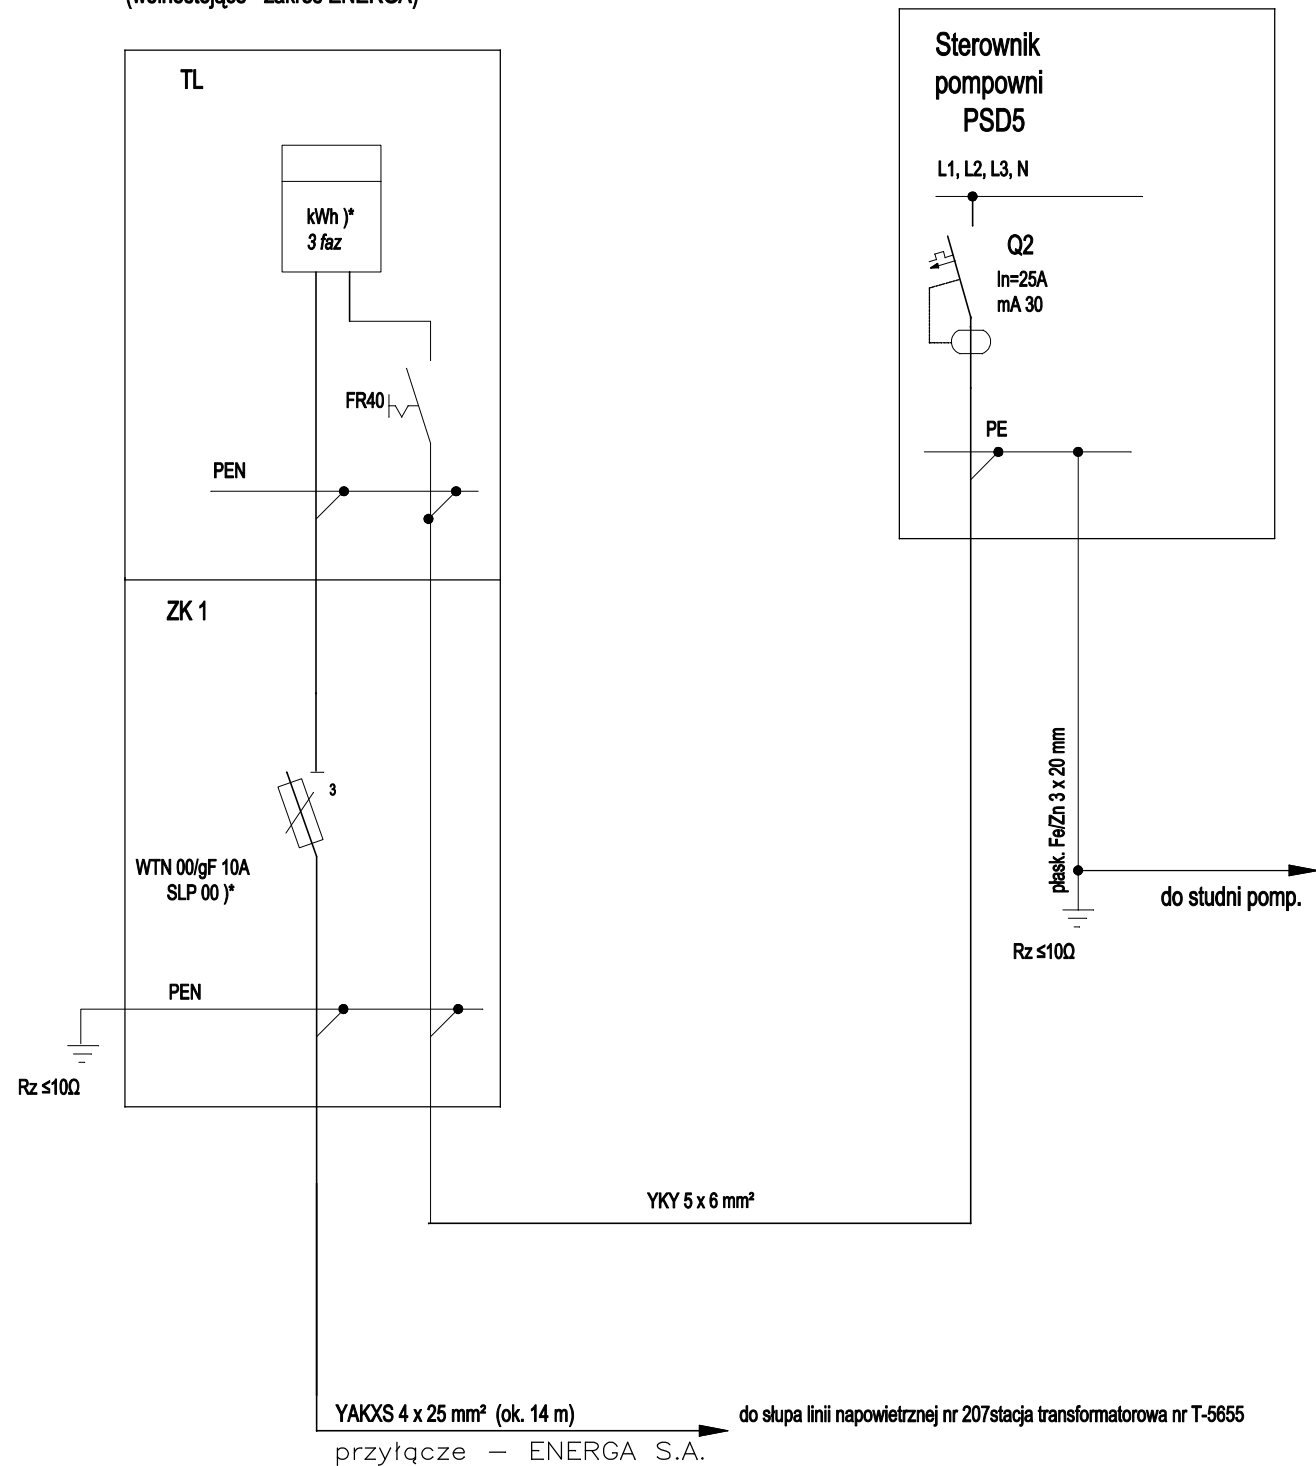 (wolnostojące - zakres ENERGA)
TL
kWh )*
3 faz
FR40
PEN
ZK 1
3
WTN 00/gF 10A
SLP 00 )*
PEN
Rz ≤10Ω
Sterownik
pompowni
PSD5
L1, L2, L3, N
Q2
In=25A
mA 30
PE
płask. Fe/Zn 3 x 20 mm
do studni pomp.
Rz ≤10Ω
YKY 5 x 6 mm²
YAKXS 4 x 25 mm² (ok. 14 m)
do słupa linii napowietrznej nr 207stacja transformatorowa nr T-5655
przyłącze – ENERGA S.A.